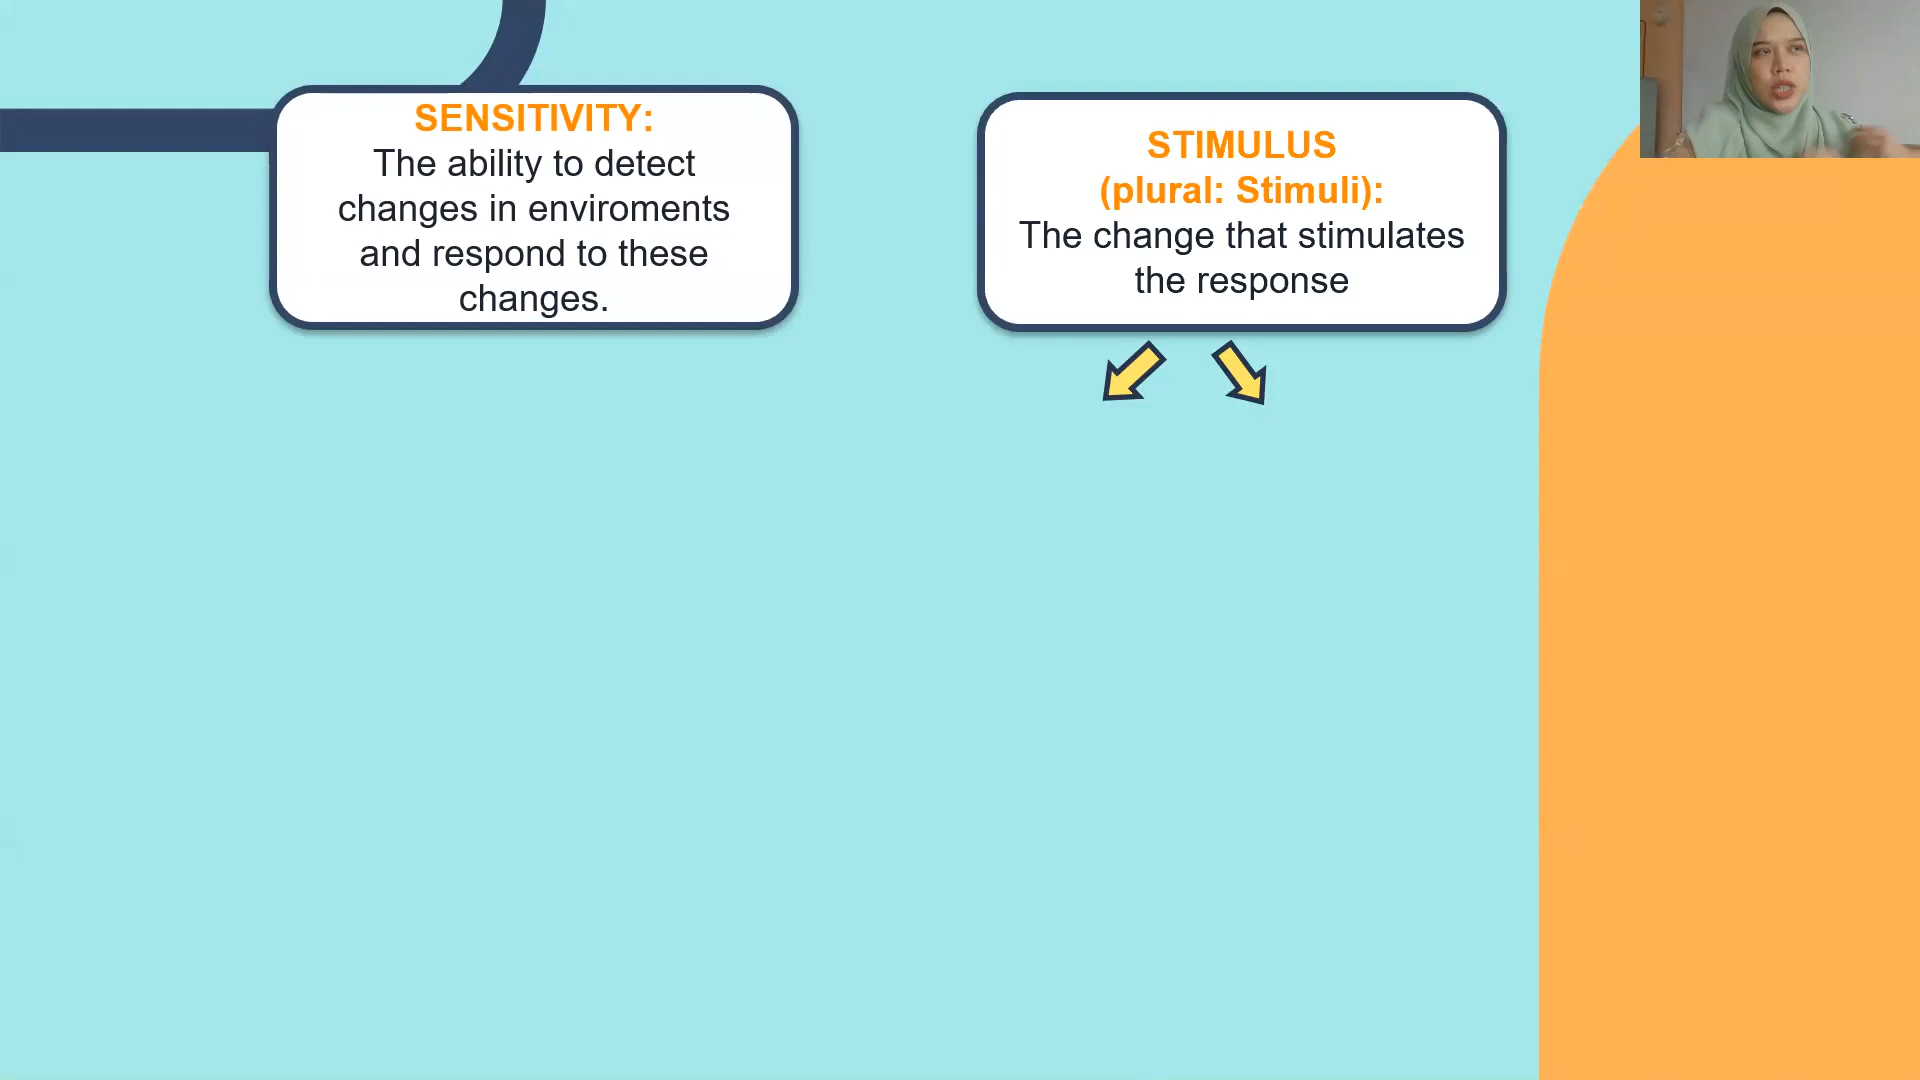 SENSITIVITY:
The ability to detect
changes in enviroments
and respond to these
changes.
STIMULUS
(plural: Stimuli):
The change that stimulates
the response